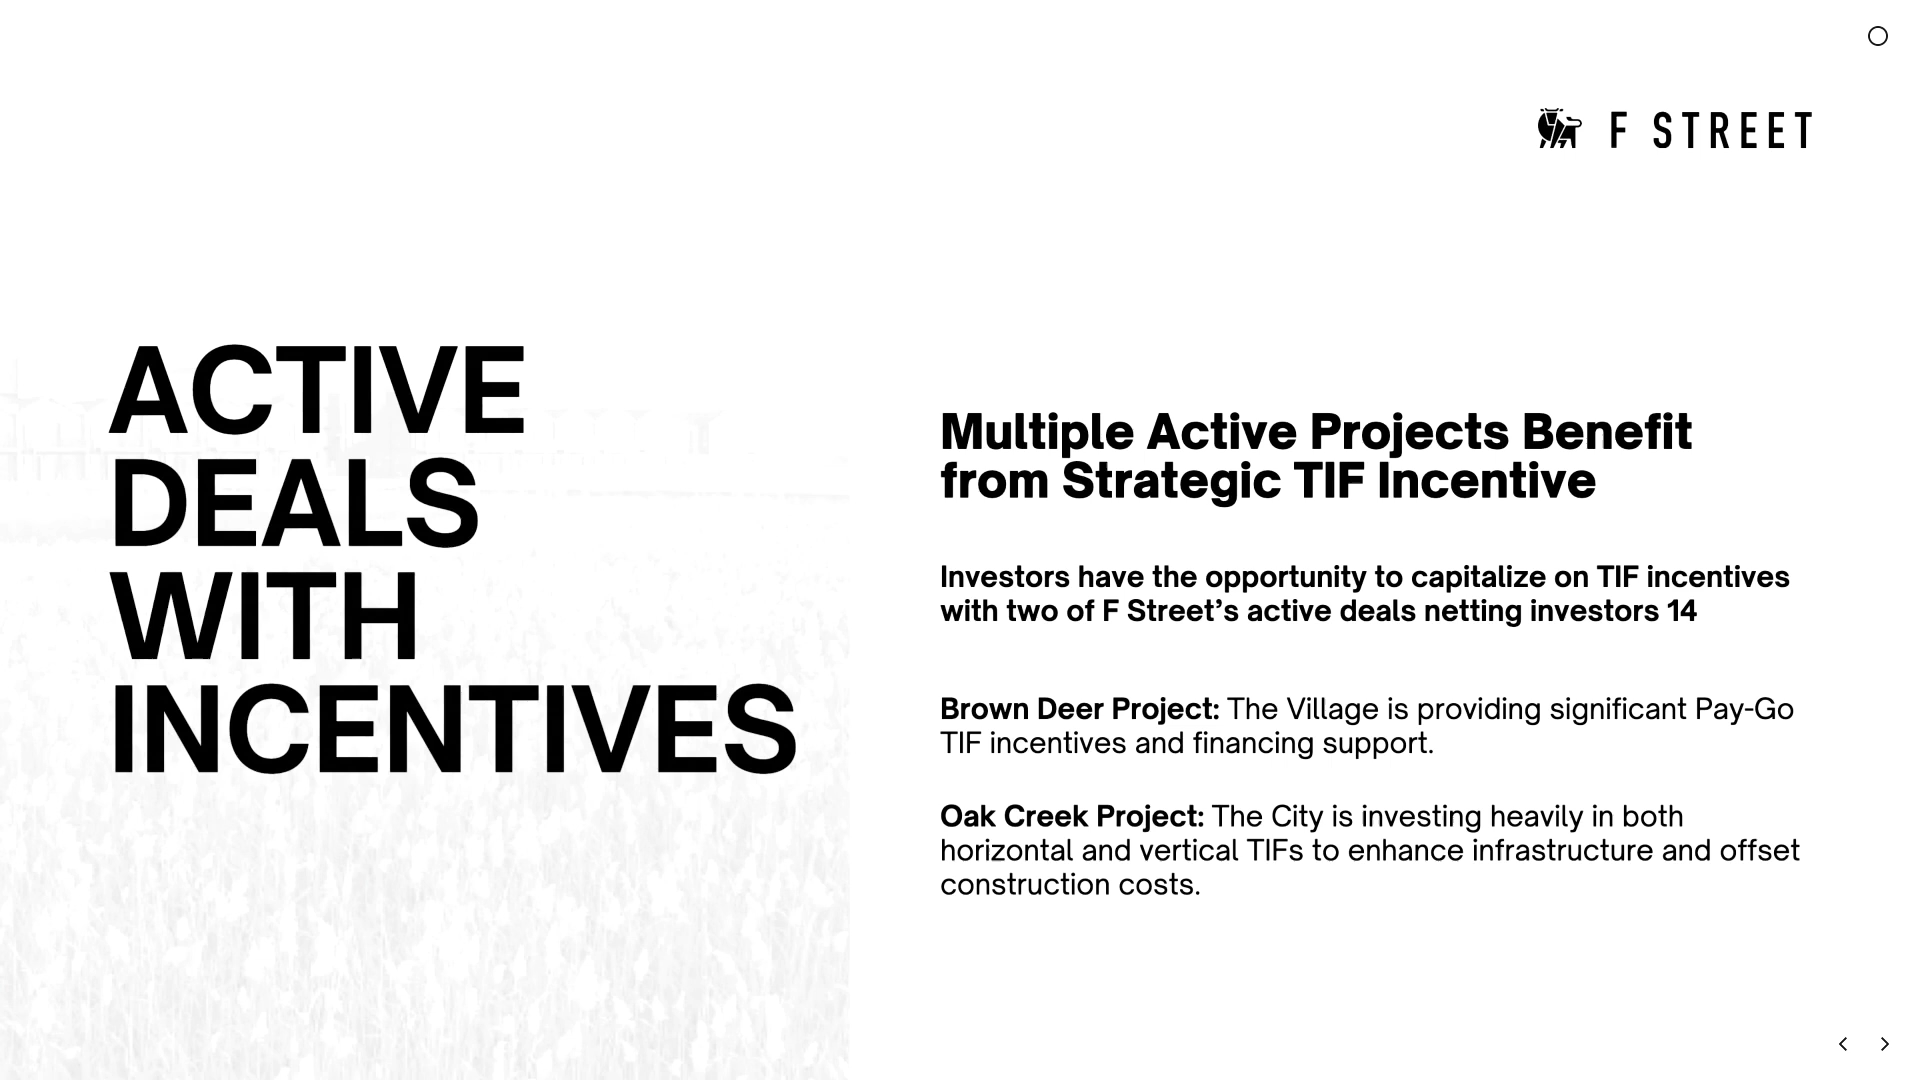 F STREET
ACTIVE
DEALS
WITH
INCENTIVES
Multiple Active Projects Benefit
from Strategic TIF Incentive
Investors have the opportunity to capitalize on TIF incentives
with two of F Street’s active deals netting investors 14
Brown Deer Project: The Village is providing significant Pay-Go
TIF incentives and financing support.
Oak Creek Project: The City is investing heavily in both
horizontal and vertical TIFs to enhance infrastructure and offset
construction costs.